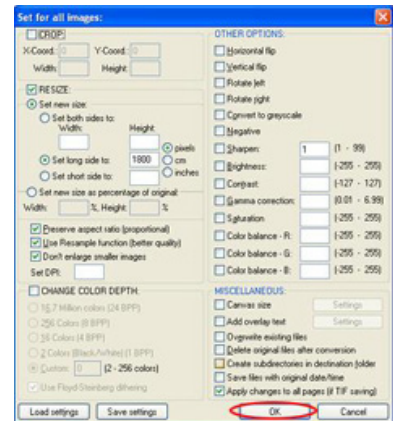 Set for all images:
CROP:
X-Coord.: 0 Y-Coord.: 0
Width: Height:
RESIZE:
Set new size:
Set both sides to:
Width: Height:
pixels
Set long side to: 1800 cm
Set short side to: inches
Set new size as percentage of original:
Width: %, Height: %
Preserve aspect ratio (proportional)
Use Resample function (better quality)
Don't enlarge smaller images
Set DPI:
CHANGE COLOR DEPTH:
16,7 Million colors (24 BPP)
256 Colors (8 BPP)
16 Colors (4 BPP)
2 Colors (Black/White) (1 BPP)
Custom: 0 (2 - 256 colors)
Use Floyd-Steinberg dithering
Load settings Save settings
OTHER OPTIONS:
Horizontal flip
Vertical flip
Rotate left
Rotate right
Convert to greyscale
Negative
Sharpen: 1 (1 - 99)
Brightness: (-255 - 255)
Contrast: (-127 - 127)
Gamma correction: (0.01 - 6.99)
Saturation: (-255 - 255)
Color balance - R: (-255 - 255)
Color balance - G: (-255 - 255)
Color balance - B: (-255 - 255)
MISCELLANEOUS:
Canvas size Settings
Add overlay text Settings
Overwrite existing files
Delete original files after conversion
Create subdirectories in destination folder
Save files with original date/time
Apply changes to all pages (if TIF saving)
OK Cancel